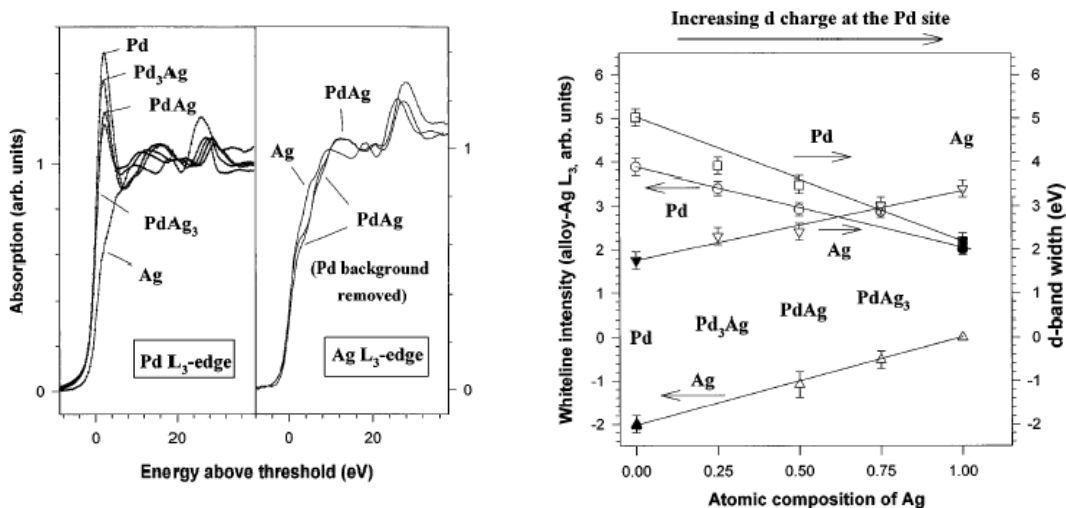 Pd
Pd₃Ag
PdAg
PdAg₃
Ag
Pd L₃-edge
Absorption (arb. units)
1
0
0
20
PdAg
Ag
PdAg
(Pd background
removed)
Ag L₃-edge
1
0
0
20
Energy above threshold (eV)
Increasing d charge at the Pd site
Whiteline intensity (alloy-Ag L₃, arb. units)
6
5
4
3
2
1
0
-1
-2
Pd
Ag
Pd
Ag
Pd
Pd₃Ag
PdAg
PdAg₃
Ag
6
5
4
3
2
1
0
-1
-2
d-band width (eV)
0.00
0.25
0.50
0.75
1.00
Atomic composition of Ag